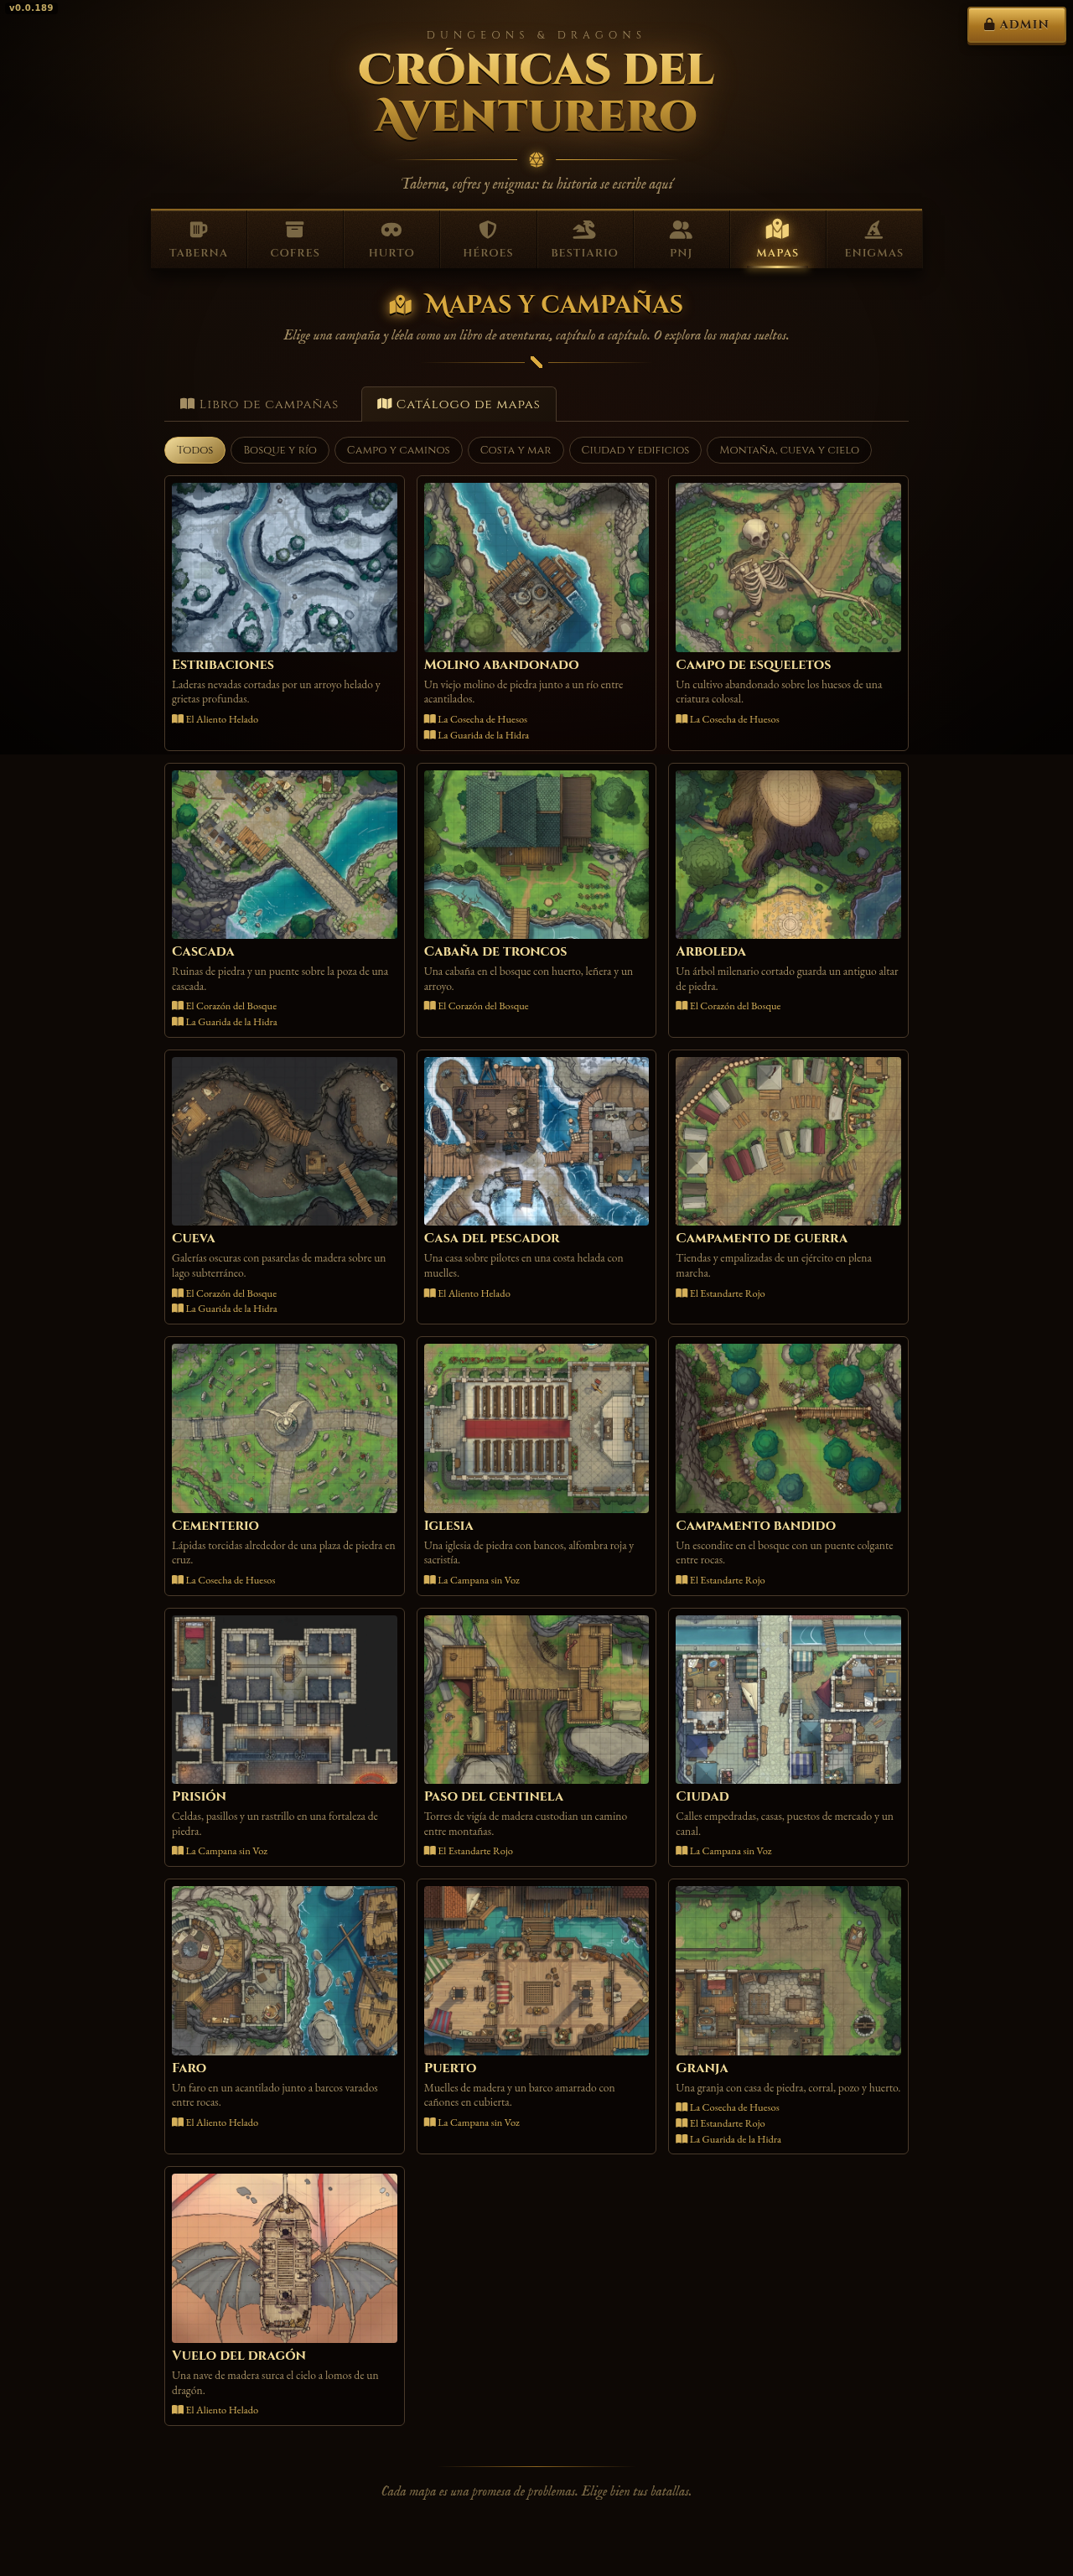 v0.0.189
ADMIN
DUNGEONS & DRAGONS
CRÓNICAS DEL
AVENTURERO
Taberna, cofres y enigmas: tu historia se escribe aquí
TABERNA
COFRES
HURTO
HÉROES
BESTIARIO
PNJ
MAPAS
ENIGMAS
MAPAS Y CAMPAÑAS
Elige una campaña y léela como un libro de aventuras, capítulo a capítulo. O explora los mapas sueltos.
LIBRO DE CAMPAÑAS
CATÁLOGO DE MAPAS
TODOS
BOSQUE Y RÍO
CAMPO Y CAMINOS
COSTA Y MAR
CIUDAD Y EDIFICIOS
MONTAÑA, CUEVA Y CIELO
ESTRIBACIONES
Laderas nevadas cortadas por un arroyo helado y
grietas profundas.
El Aliento Helado
MOLINO ABANDONADO
Un viejo molino de piedra junto a un río entre
acantilados.
La Cosecha de Huesos
La Guarida de la Hidra
CAMPO DE ESQUELETOS
Un cultivo abandonado sobre los huesos de una
criatura colosal.
La Cosecha de Huesos
CASCADA
Ruinas de piedra y un puente sobre la poza de una
cascada.
El Corazón del Bosque
La Guarida de la Hidra
CABAÑA DE TRONCOS
Una cabaña en el bosque con huerto, leñera y un
arroyo.
El Corazón del Bosque
ARBOLEDA
Un árbol milenario cortado guarda un antiguo altar
de piedra.
El Corazón del Bosque
CUEVA
Galerías oscuras con pasarelas de madera sobre un
lago subterráneo.
El Corazón del Bosque
La Guarida de la Hidra
CASA DEL PESCADOR
Una casa sobre pilotes en una costa helada con
muelles.
El Aliento Helado
CAMPAMENTO DE GUERRA
Tiendas y empalizadas de un ejército en plena
marcha.
El Estandarte Rojo
CEMENTERIO
Lápidas torcidas alrededor de una plaza de piedra en
cruz.
La Cosecha de Huesos
IGLESIA
Una iglesia de piedra con bancos, alfombra roja y
sacristía.
La Campana sin Voz
CAMPAMENTO BANDIDO
Un escondite en el bosque con un puente colgante
entre rocas.
El Estandarte Rojo
PRISIÓN
Celdas, pasillos y un rastrillo en una fortaleza de
piedra.
La Campana sin Voz
PASO DEL CENTINELA
Torres de vigía de madera custodian un camino
entre montañas.
El Estandarte Rojo
CIUDAD
Calles empedradas, casas, puestos de mercado y un
canal.
La Campana sin Voz
FARO
Un faro en un acantilado junto a barcos varados
entre rocas.
El Aliento Helado
PUERTO
Muelles de madera y un barco amarrado con
cañones en cubierta.
La Campana sin Voz
GRANJA
Una granja con casa de piedra, corral, pozo y huerto.
La Cosecha de Huesos
El Estandarte Rojo
La Guarida de la Hidra
VUELO DEL DRAGÓN
Una nave de madera surca el cielo a lomos de un
dragón.
El Aliento Helado
Cada mapa es una promesa de problemas. Elige bien tus batallas.